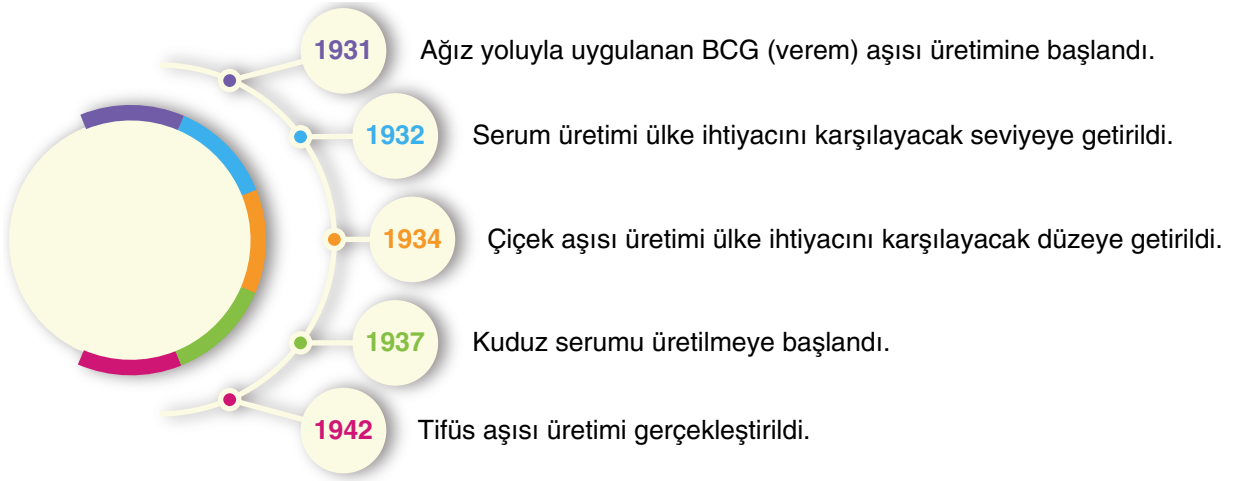 1931 Ağız yoluyla uygulanan BCG (verem) aşısı üretimine başlandı.
1932 Serum üretimi ülke ihtiyacını karşılayacak seviyeye getirildi.
1934 Çiçek aşısı üretimi ülke ihtiyacını karşılayacak düzeye getirildi.
1937 Kuduz serumu üretilmeye başlandı.
1942 Tifüs aşısı üretimi gerçekleştirildi.